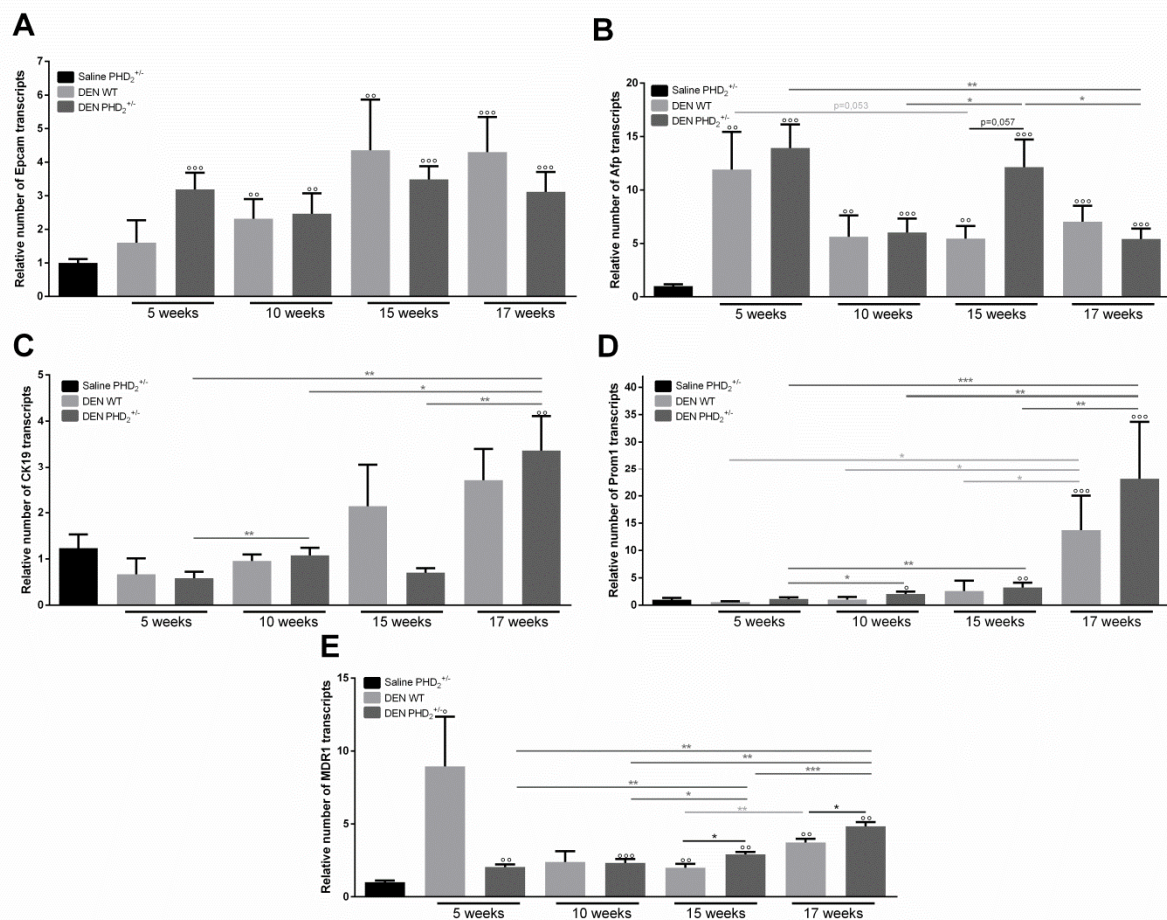 A
Relative number of Epcam transcripts
7
6
5
4
3
2
1
0
Saline PHD₂⁺/⁻
DEN WT
DEN PHD₂⁺/⁻
°°°
°°
°°
°°
°°°
°°°
°°°
5 weeks
10 weeks
15 weeks
17 weeks
B
Relative number of Afp transcripts
20
15
10
5
0
Saline PHD₂⁺/⁻
DEN WT
DEN PHD₂⁺/⁻
**
*
*
p=0,053
p=0,057
°°
°°°
°°
°°°
°°
°°°
°°°
°°°
5 weeks
10 weeks
15 weeks
17 weeks
C
Relative number of CK19 transcripts
5
4
3
2
1
0
Saline PHD₂⁺/⁻
DEN WT
DEN PHD₂⁺/⁻
**
*
**
°°
**
5 weeks
10 weeks
15 weeks
17 weeks
D
Relative number of Prom1 transcripts
40
35
30
25
20
15
10
5
0
Saline PHD₂⁺/⁻
DEN WT
DEN PHD₂⁺/⁻
***
**
**
°°°
*
*
*
°°°
**
*
°
°°
5 weeks
10 weeks
15 weeks
17 weeks
E
Relative number of MDR1 transcripts
15
10
5
0
Saline PHD₂⁺/⁻
DEN WT
DEN PHD₂⁺/⁻
°
**
**
***
**
*
**
*
*
°°
°°°
°°
°°
°°
°°
5 weeks
10 weeks
15 weeks
17 weeks